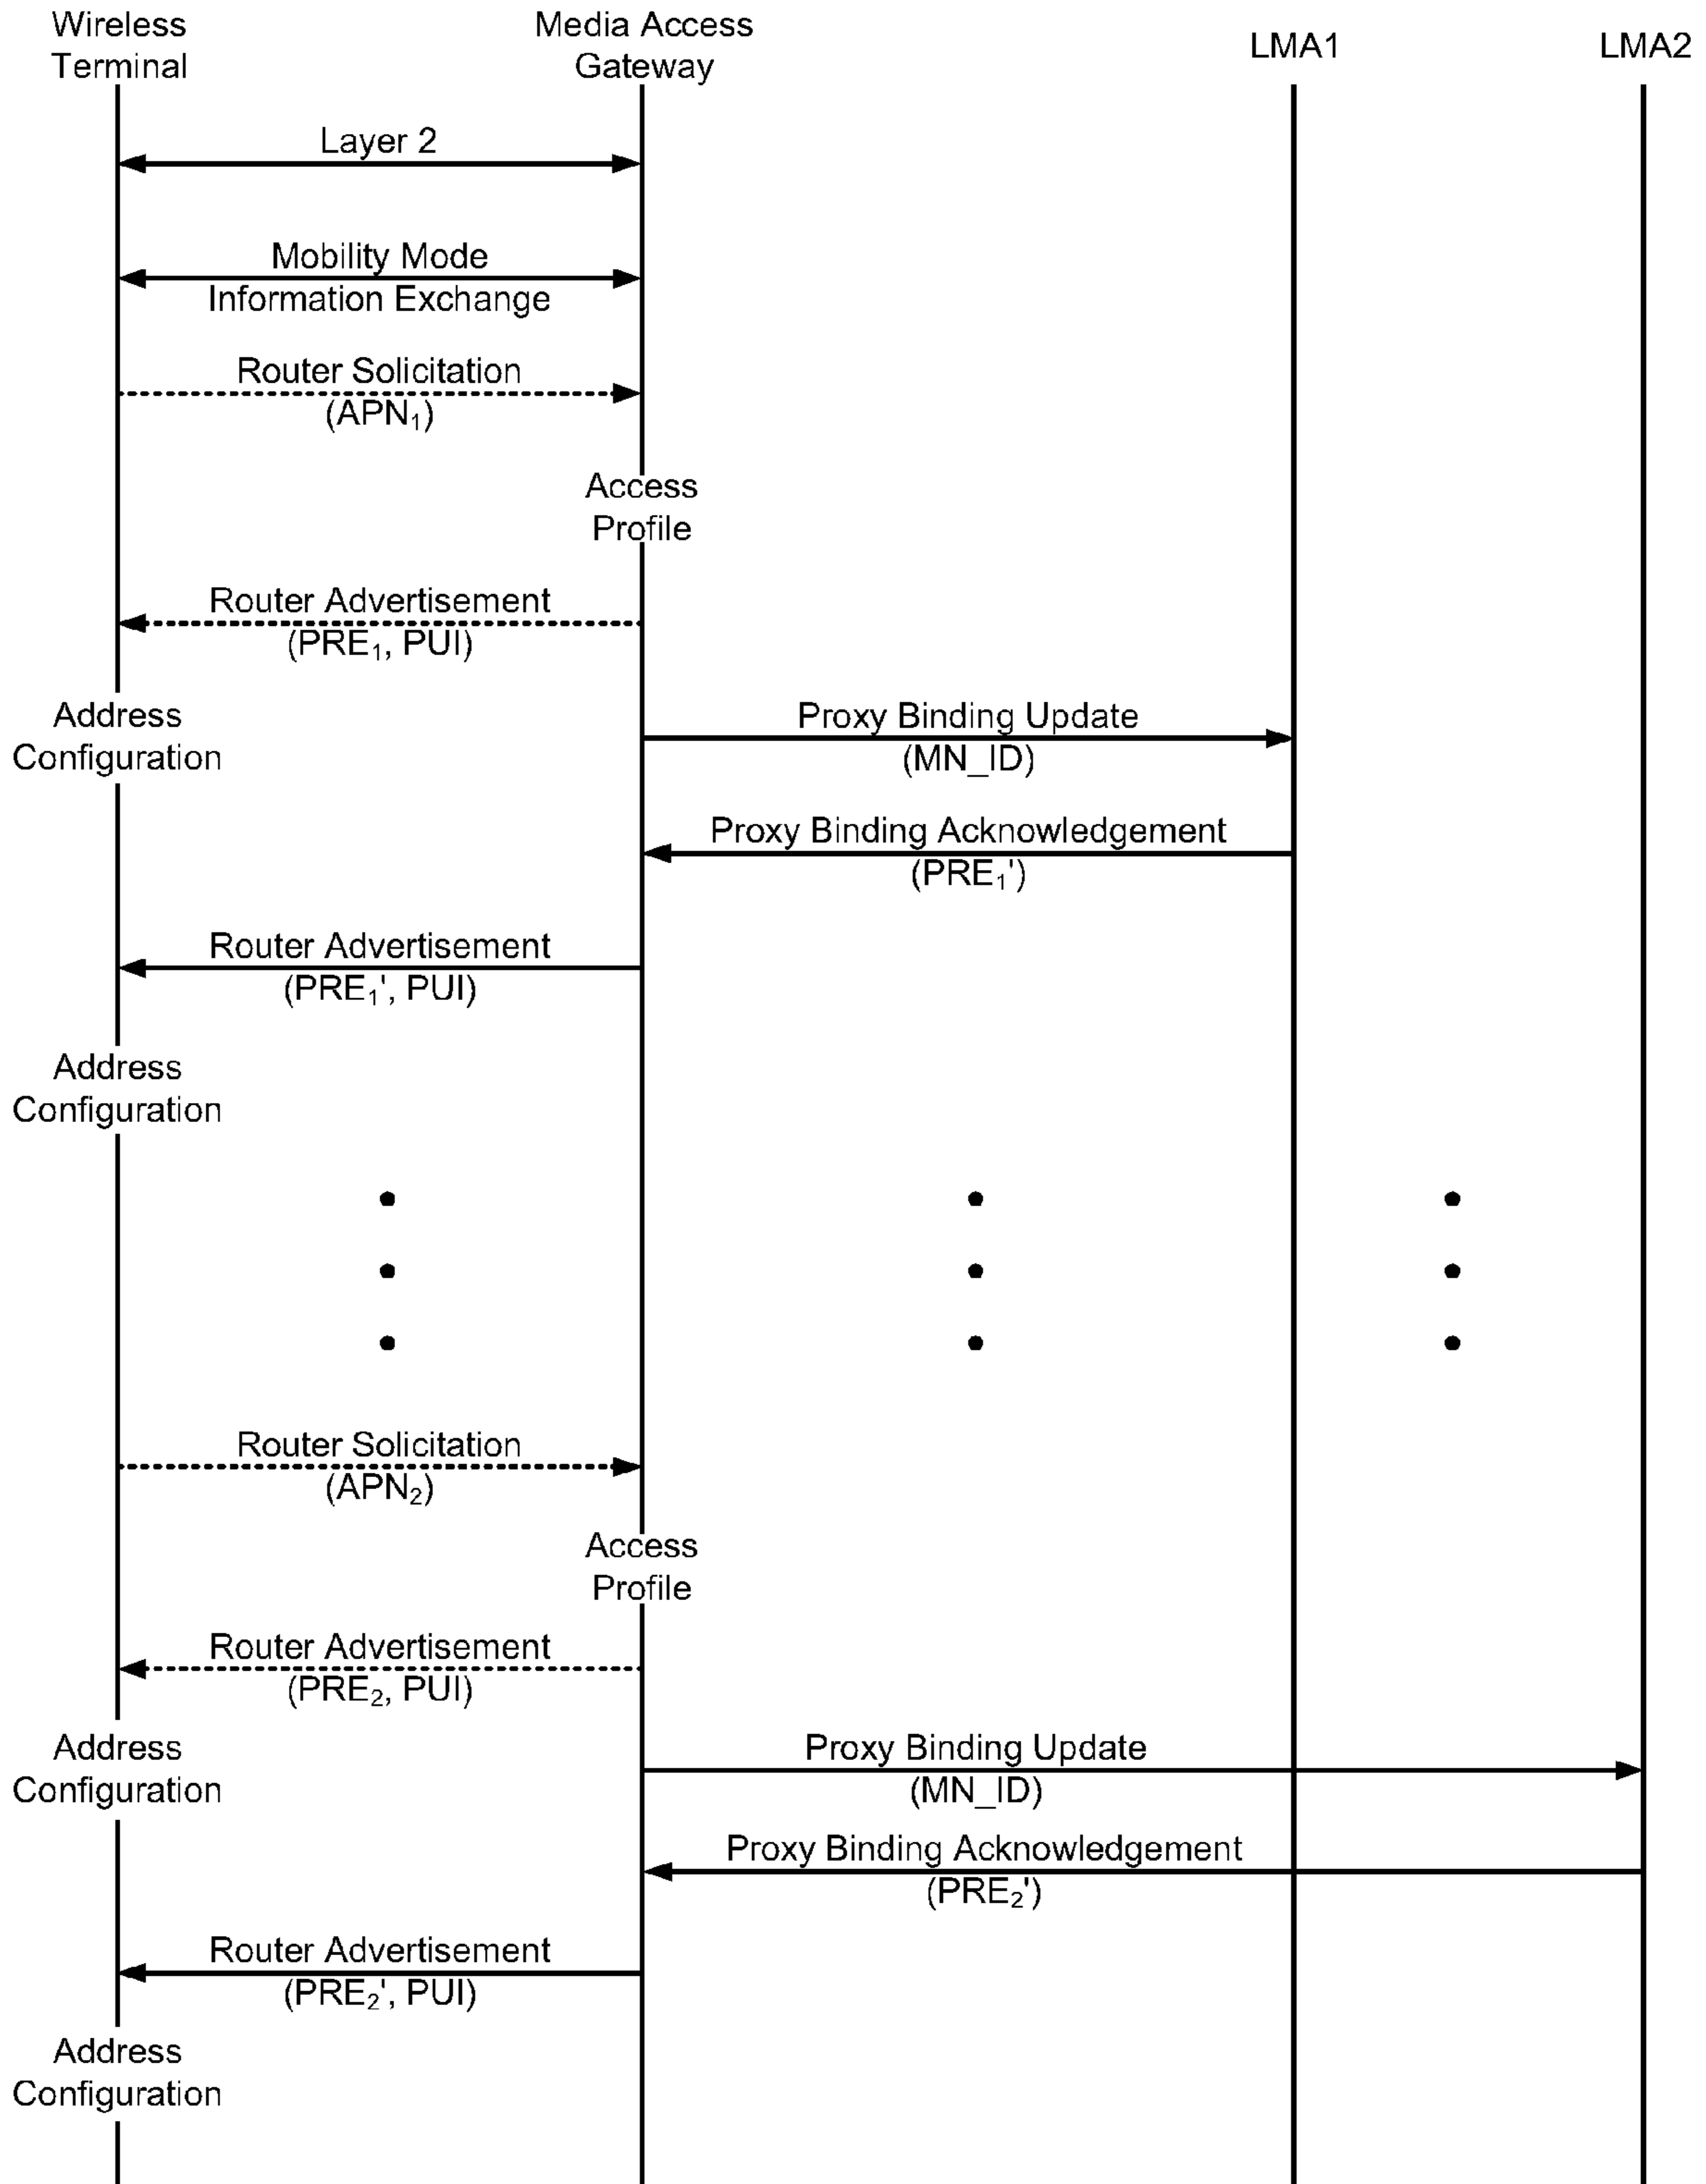 Wireless
Terminal
Media Access
Gateway
LMA1
LMA2
Layer 2
Mobility Mode
Information Exchange
Router Solicitation
(APN₁)
Access
Profile
Router Advertisement
(PRE₁, PUI)
Address
Configuration
Proxy Binding Update
(MN_ID)
Proxy Binding Acknowledgement
(PRE₁')
Router Advertisement
(PRE₁', PUI)
Address
Configuration
Router Solicitation
(APN₂)
Access
Profile
Router Advertisement
(PRE₂, PUI)
Address
Configuration
Proxy Binding Update
(MN_ID)
Proxy Binding Acknowledgement
(PRE₂')
Router Advertisement
(PRE₂', PUI)
Address
Configuration